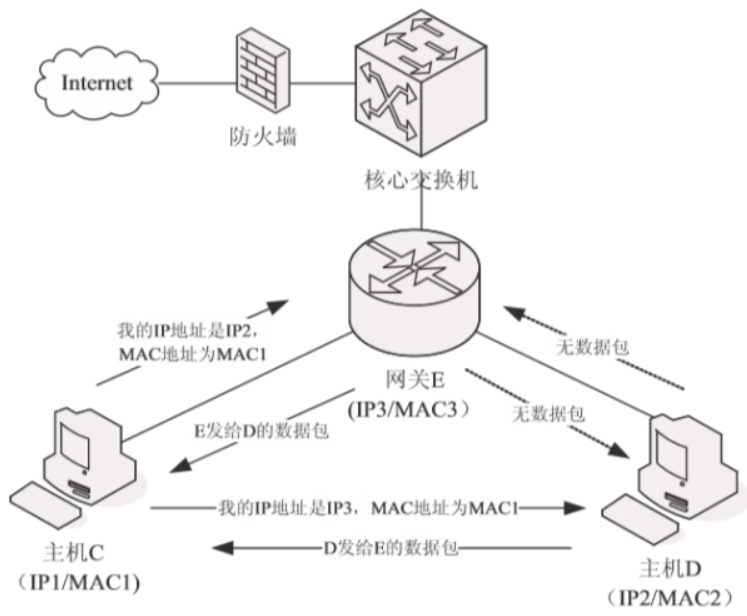 Internet
防火墙
核心交换机
我的IP地址是IP2,
MAC地址为MAC1
无数据包
网关E
(IP3/MAC3)
E发给D的数据包
无数据包
我的IP地址是IP3, MAC地址为MAC1
D发给E的数据包
主机C
(IP1/MAC1)
主机D
(IP2/MAC2)